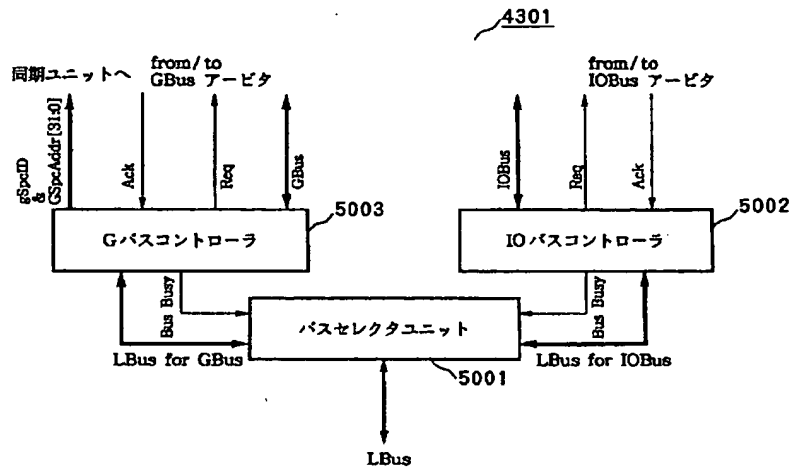 4301
同期ユニットへ
from/to
GBus アービタ
from/to
IOBus アービタ
gSpcID
&
GSpcAddr[31:0]
Ack
Req
GBus
IOBus
Req
Ack
5003
5002
Gバスコントローラ
IOバスコントローラ
Bus Busy
Bus Busy
バスセレクタユニット
LBus for GBus
LBus for IOBus
5001
LBus